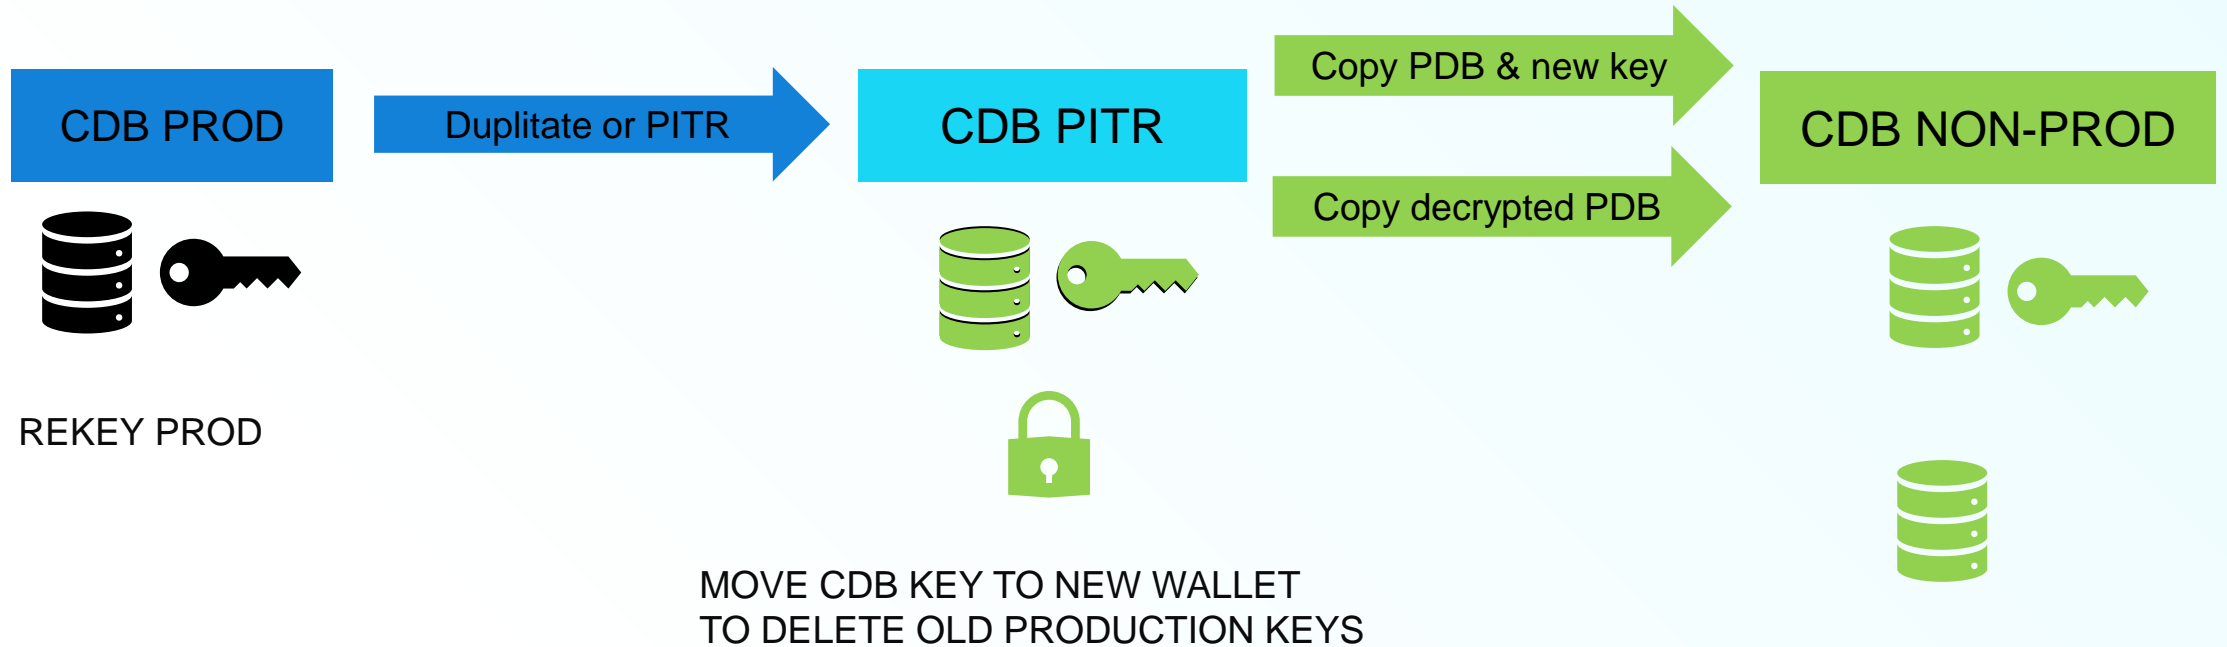 CDB PROD
Duplitate or PITR
CDB PITR
Copy PDB & new key
Copy decrypted PDB
CDB NON-PROD
REKEY PROD
MOVE CDB KEY TO NEW WALLET
TO DELETE OLD PRODUCTION KEYS